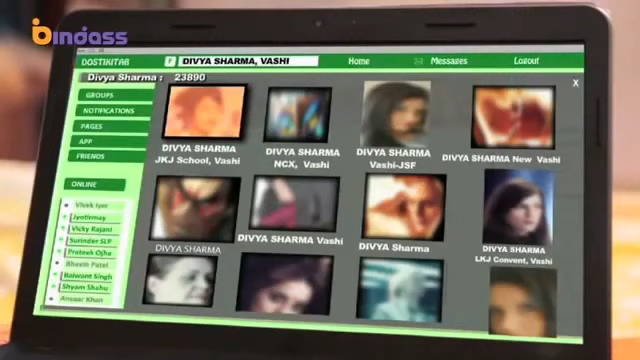 bindass
DOSTIKITAB
DIVYA SHARMA, VASHI
Home
Messages
Logout
Divya Sharma : 23890
X
GROUPS
NOTIFICATIONS
PAGES
APP
FRIENDS
ONLINE
Vivek Iyer
Jyotirmay
Vicky Rajani
Surinder SLP
Prateek Ojha
Bheem Patel
Balwant Singh
Shyam Shahu
Ansaar Khan
DIVYA SHARMA
JKJ School, Vashi
DIVYA SHARMA
NCX, Vashi
DIVYA SHARMA
Vashi-JSF
DIVYA SHARMA New Vashi
DIVYA SHARMA
DIVYA SHARMA Vashi
DIVYA Sharma
DIVYA SHARMA
LKJ Convent, Vashi